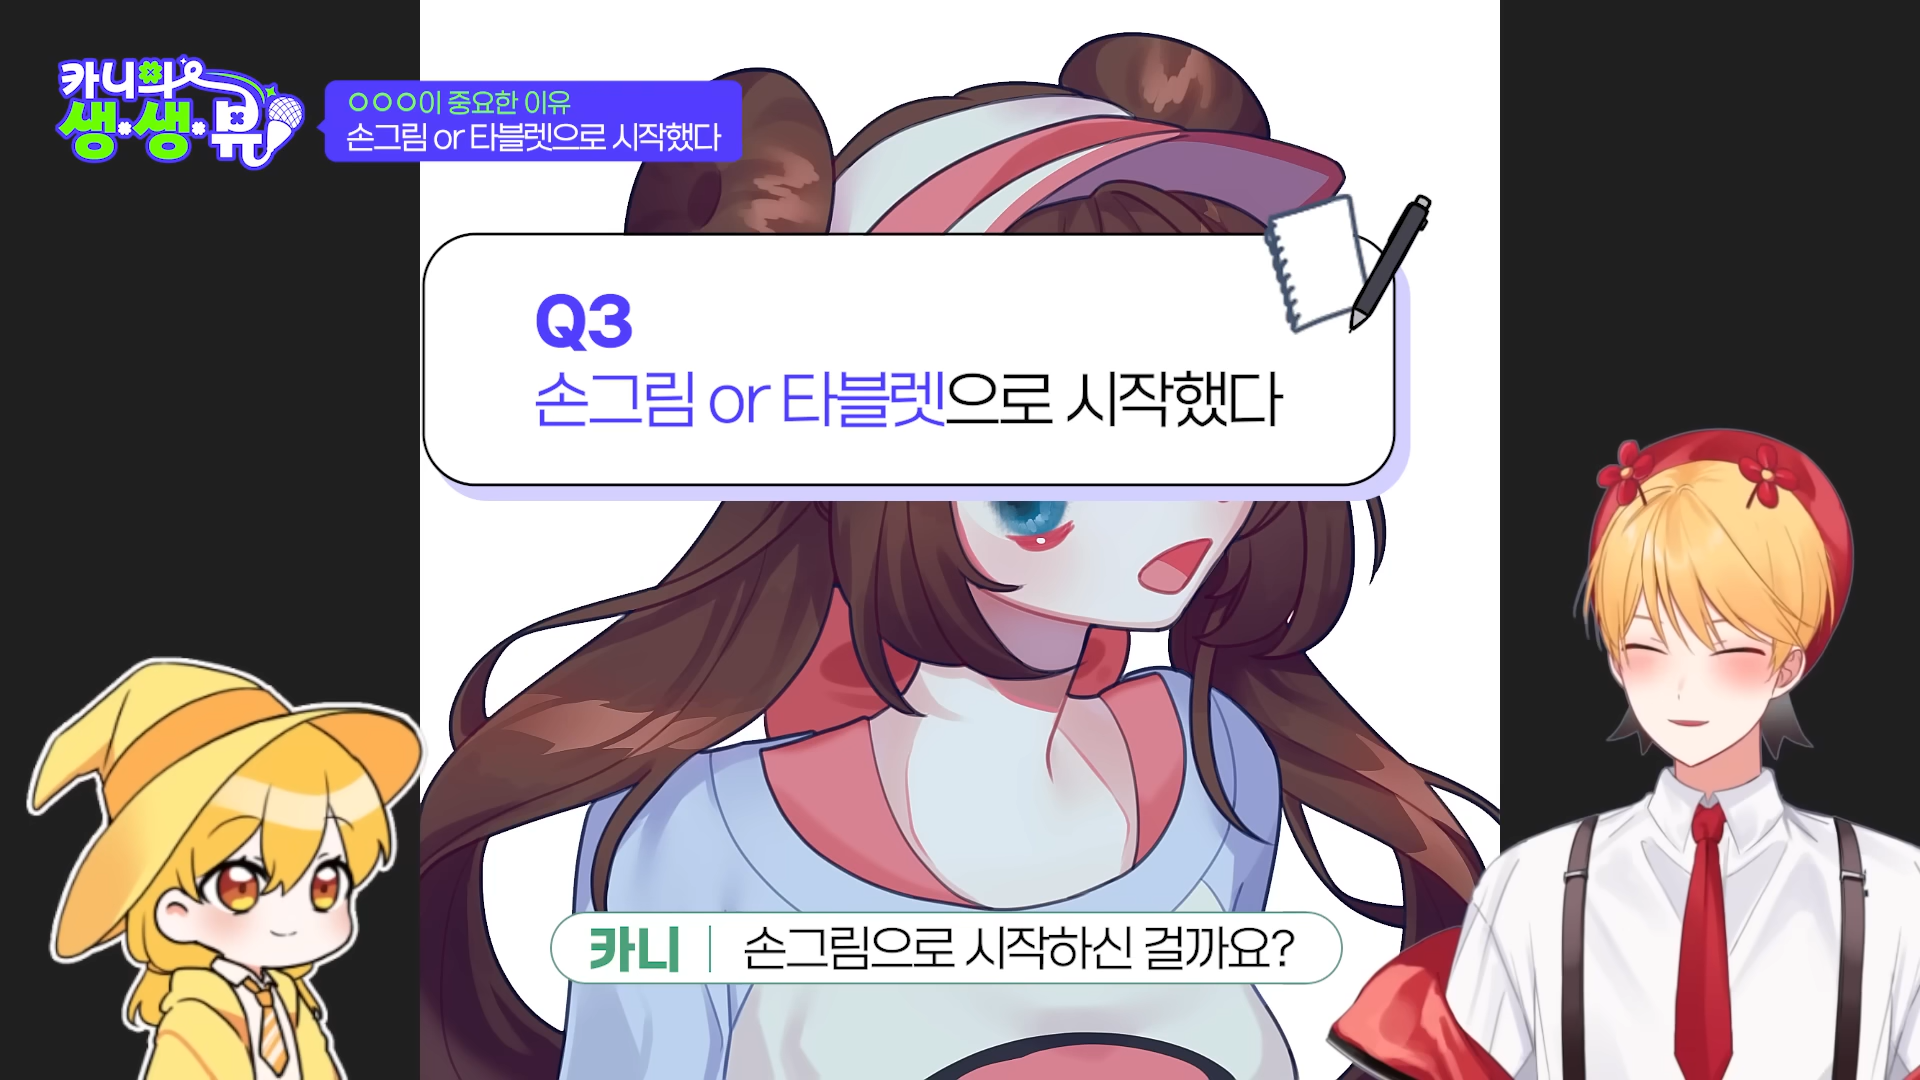 카니의
생·생·뷰
ㅇㅇㅇ이 중요한 이유
손그림 or 타블렛으로 시작했다
Q3
손그림 or 타블렛으로 시작했다
카니 | 손그림으로 시작하신 걸까요?